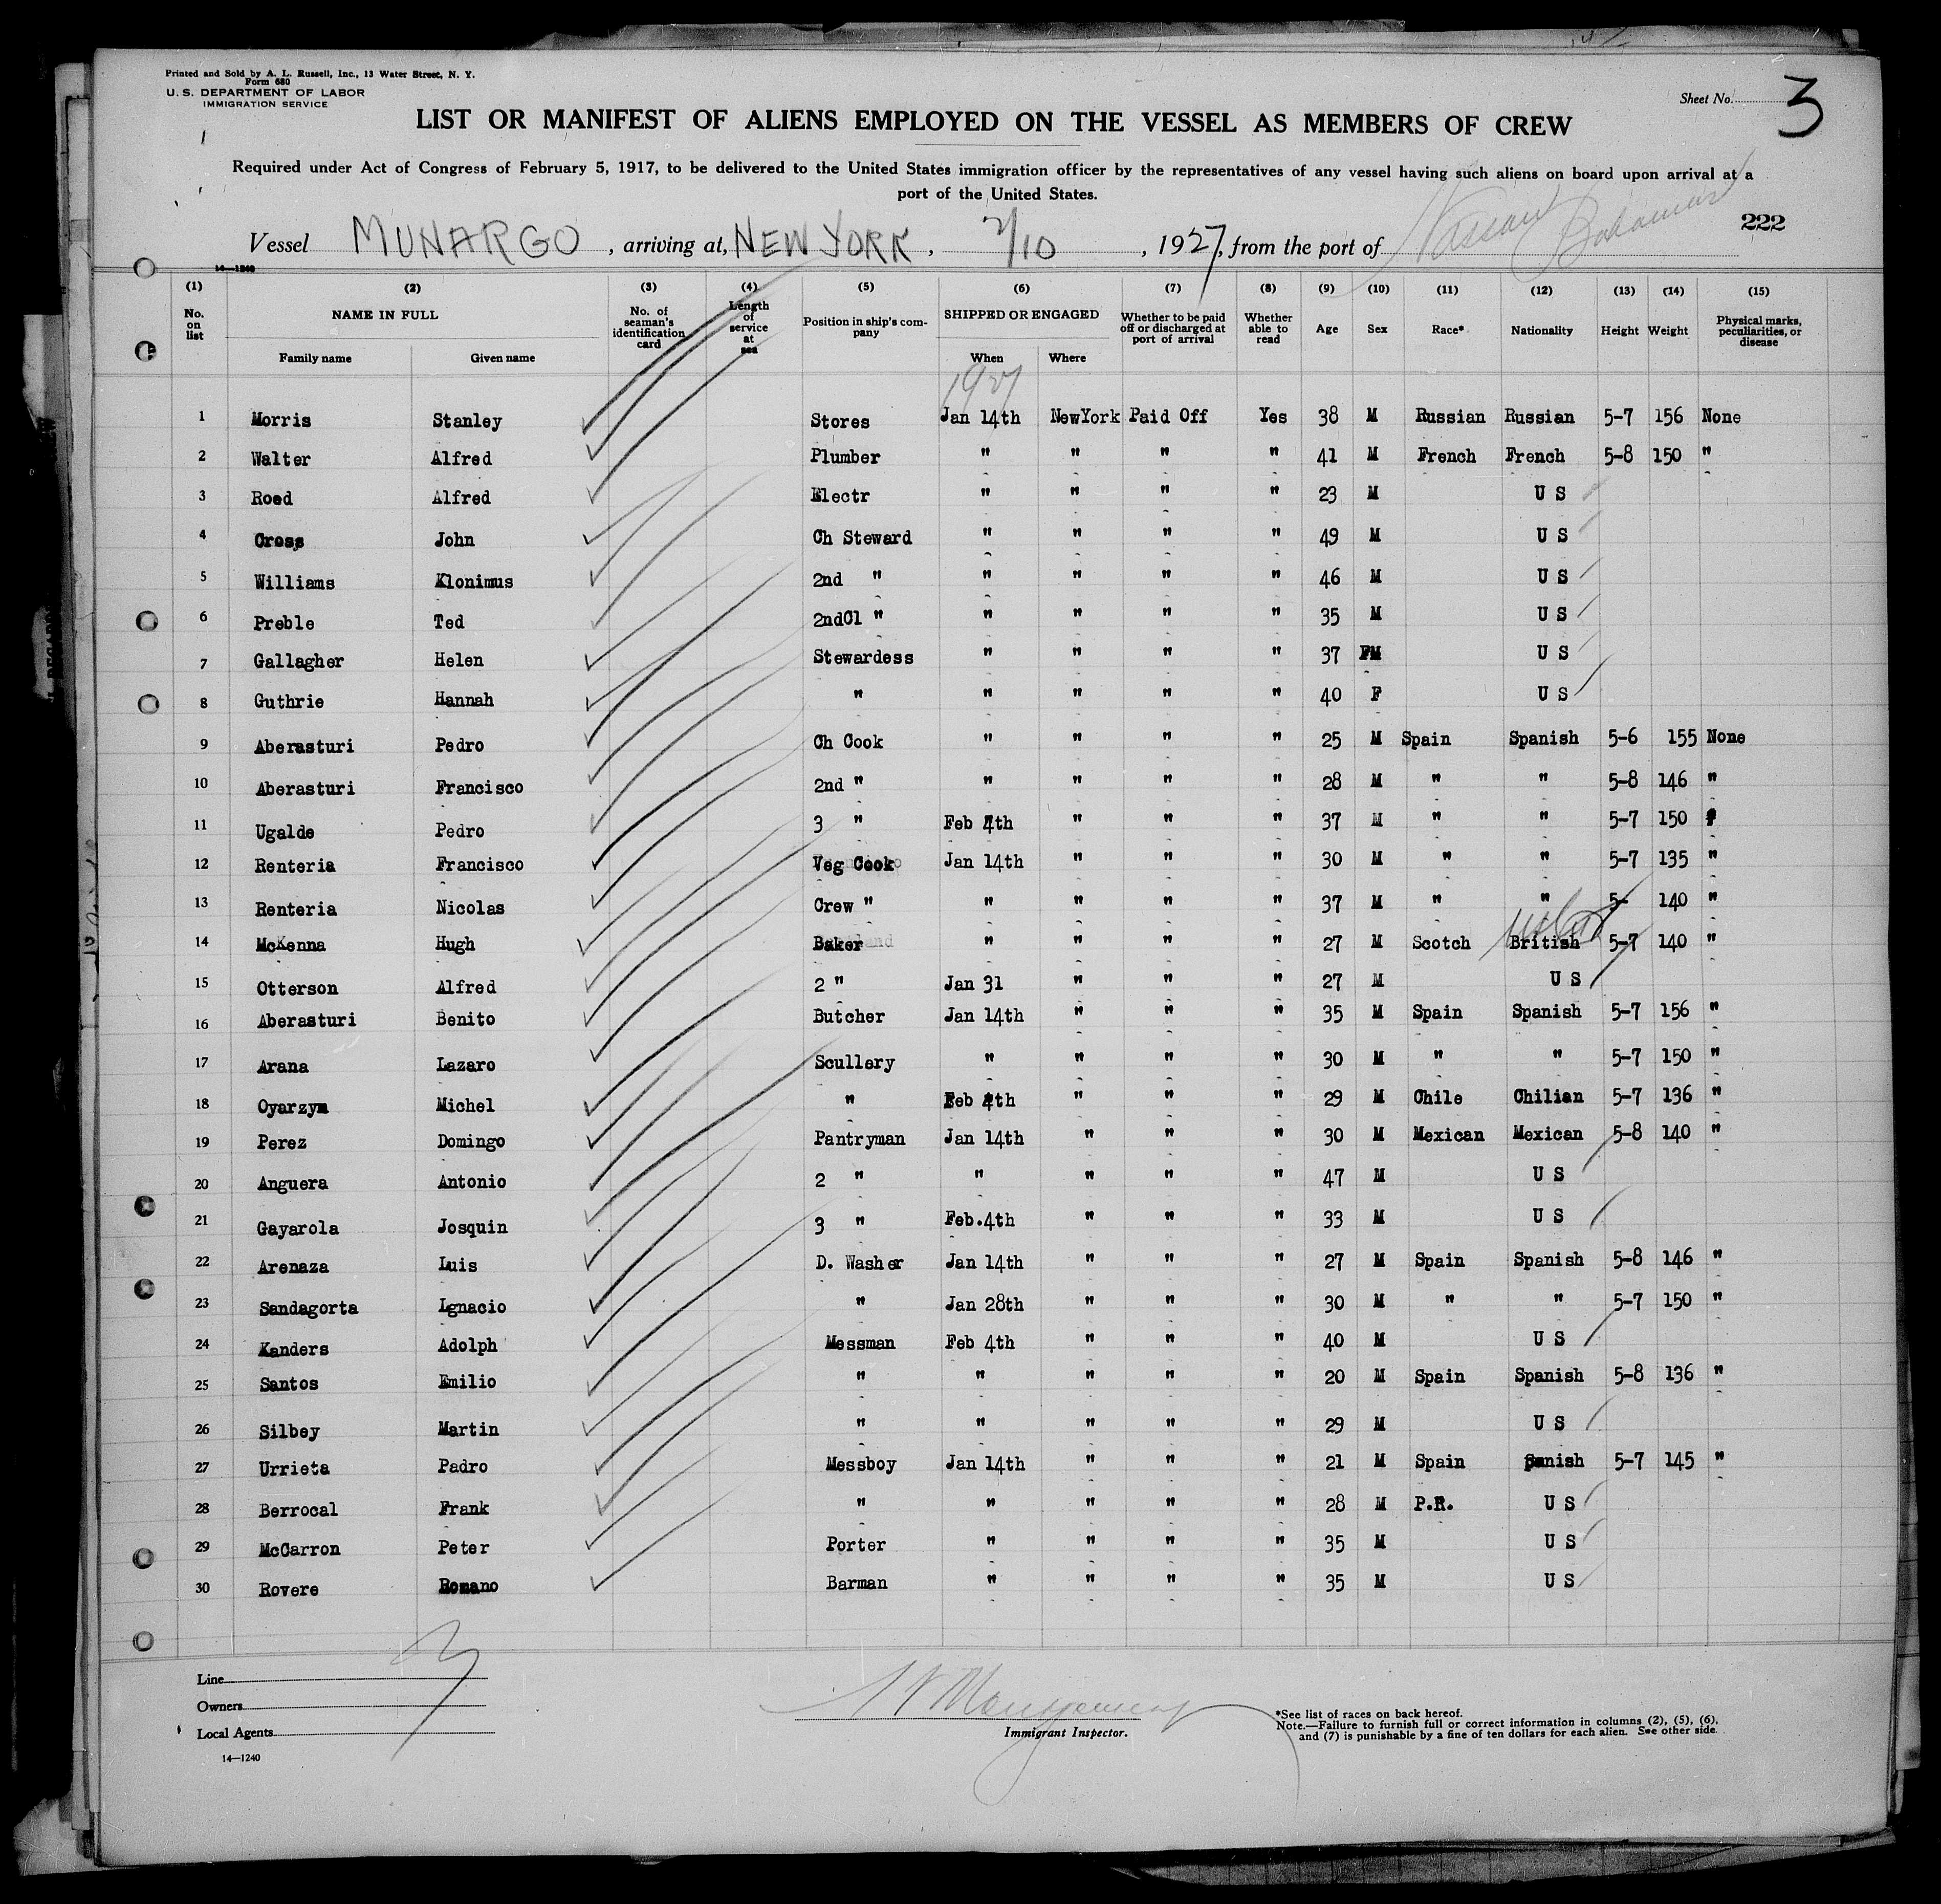 Printed and Sold by A. L. Russell, Inc., 13 Water Street, N. Y.
Form 680
U. S. DEPARTMENT OF LABOR
IMMIGRATION SERVICE
Sheet No. 3
LIST OR MANIFEST OF ALIENS EMPLOYED ON THE VESSEL AS MEMBERS OF CREW
Required under Act of Congress of February 5, 1917, to be delivered to the United States immigration officer by the representatives of any vessel having such aliens on board upon arrival at a
port of the United States.
222
Vessel MUNARGO, arriving at, NEW YORK, 2/10, 1927, from the port of Nassau Bahamas
14—1240
(1) (2) (3) (4) (5) (6) (7) (8) (9) (10) (11) (12) (13) (14) (15)
No. on list NAME IN FULL Family name Given name No. of seaman's identification card Length of service at sea Position in ship's company SHIPPED OR ENGAGED When Where Whether to be paid off or discharged at port of arrival Whether able to read Age Sex Race* Nationality Height Weight Physical marks, peculiarities, or disease
1927
1 Morris Stanley Stores Jan 14th NewYork Paid Off Yes 38 M Russian Russian 5-7 156 None
2 Walter Alfred Plumber " " " " 41 M French French 5-8 150 "
3 Roed Alfred Electr " " " " 23 M U S
4 Cross John Ch Steward " " " " 49 M U S
5 Williams Klonimus 2nd " " " " " 46 M U S
6 Preble Ted 2ndCl " " " " " 35 M U S
7 Gallagher Helen Stewardess " " " " 37 FM U S
8 Guthrie Hannah " " " " " 40 F U S
9 Aberasturi Pedro Ch Cook " " " " 25 M Spain Spanish 5-6 155 None
10 Aberasturi Francisco 2nd " " " " " 28 M " " 5-8 146 "
11 Ugalde Pedro 3 " Feb 4th " " " 37 M " " 5-7 150 "
12 Renteria Francisco Veg Cook Jan 14th " " " 30 M " " 5-7 135 "
13 Renteria Nicolas Crew " " " " " 37 M " " 5- 140 "
14 McKenna Hugh Baker " " " " 27 M Scotch British 5-7 140 "
15 Otterson Alfred 2 " Jan 31 " " " 27 M U S
16 Aberasturi Benito Butcher Jan 14th " " " 35 M Spain Spanish 5-7 156 "
17 Arana Lazaro Scullery " " " " 30 M " " 5-7 150 "
18 Oyarzym Michel " Feb 4th " " " 29 M Chile Chilian 5-7 136 "
19 Perez Domingo Pantryman Jan 14th " " " 30 M Mexican Mexican 5-8 140 "
20 Anguera Antonio 2 " " " " " 47 M U S
21 Gayarola Josquin 3 " Feb.4th " " " 33 M U S
22 Arenaza Luis D. Washer Jan 14th " " " 27 M Spain Spanish 5-8 146 "
23 Sandagorta Lgnacio " Jan 28th " " " 30 M " " 5-7 150 "
24 Kanders Adolph Messman Feb 4th " " " 40 M U S
25 Santos Emilio " " " " " 20 M Spain Spanish 5-8 136 "
26 Silbey Martin " " " " " 29 M U S
27 Urrieta Padro Messboy Jan 14th " " " 21 M Spain Spanish 5-7 145 "
28 Berrocal Frank " " " " " 28 M P.R. U S
29 McCarron Peter Porter " " " " 35 M U S
30 Rovere Romano Barman " " " " 35 M U S
Line
Owners
Local Agents
14—1240
Montgomery
Immigrant Inspector.
*See list of races on back hereof.
Note.—Failure to furnish full or correct information in columns (2), (5), (6),
and (7) is punishable by a fine of ten dollars for each alien. See other side.